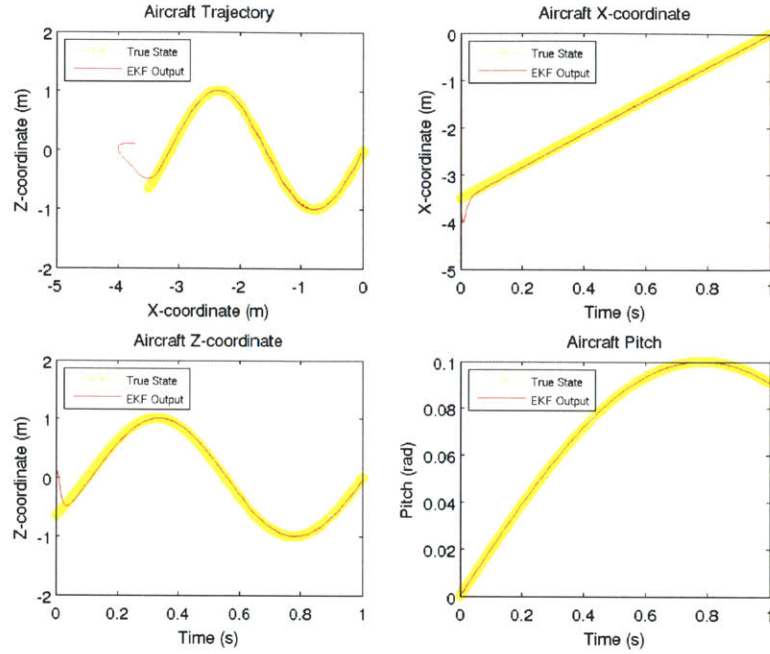 Aircraft Trajectory
2
1
0
-1
-2
Z-coordinate (m)
True State
EKF Output
-5
-4
-3
-2
-1
0
X-coordinate (m)
Aircraft X-coordinate
0
-1
-2
-3
-4
-5
X-coordinate (m)
True State
EKF Output
0
0.2
0.4
0.6
0.8
1
Time (s)
Aircraft Z-coordinate
2
1
0
-1
-2
Z-coordinate (m)
True State
EKF Output
0
0.2
0.4
0.6
0.8
1
Time (s)
Aircraft Pitch
0.1
0.08
0.06
0.04
0.02
0
Pitch (rad)
True State
EKF Output
0
0.2
0.4
0.6
0.8
1
Time (s)